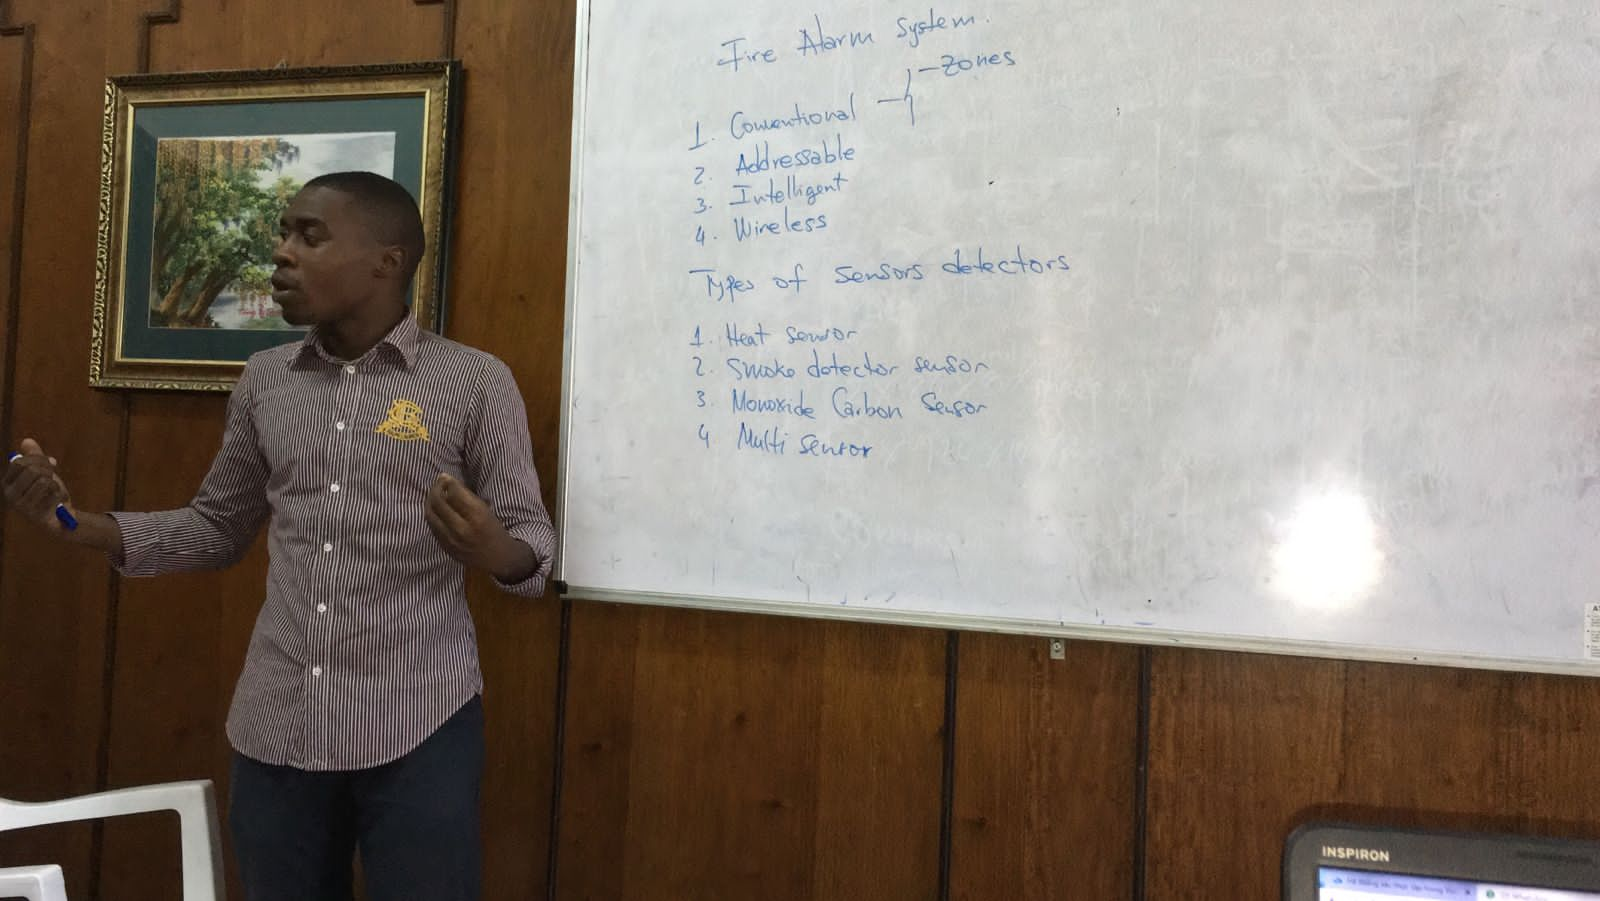 Fire Alarm System.
- Zones
1. Conventional
2. Addressable
3. Intelligent
4. Wireless
Types of sensors detectors
1. Heat sensor
2. Smoke detector sensor
3. Monoxide Carbon Sensor
4 Multi sensor
INSPIRON